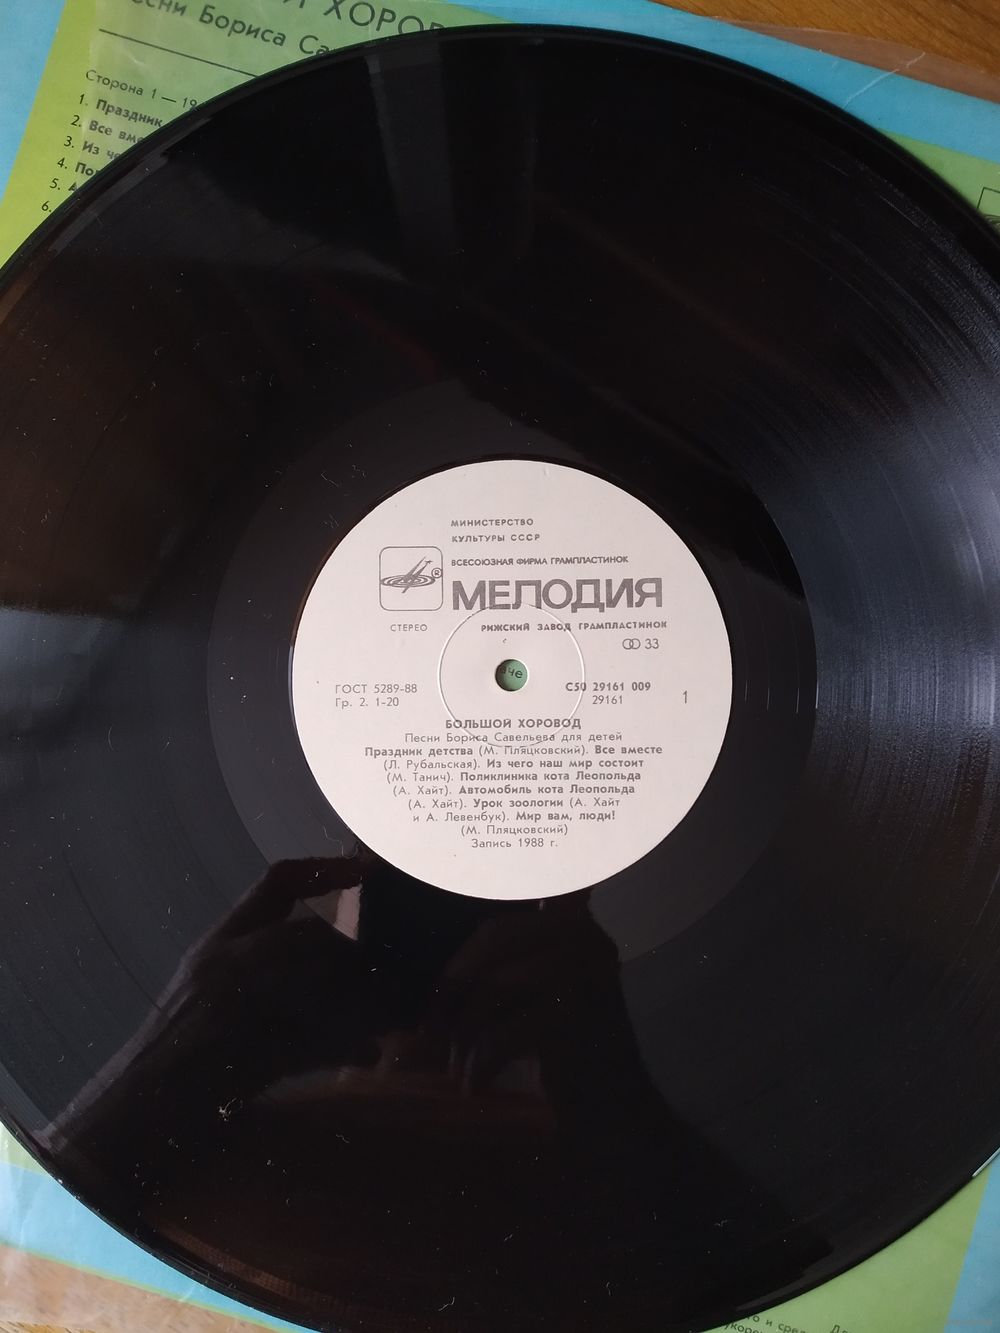 ХОРОВ
Песни Бориса
Сторона 1 —
1. Праздник
2. Все
3. Из
4.
5.
6.
МИНИСТЕРСТВО
КУЛЬТУРЫ СССР
ВСЕСОЮЗНАЯ ФИРМА ГРАМПЛАСТИНОК
®
МЕЛОДИЯ
СТЕРЕО РИЖСКИЙ ЗАВОД ГРАМПЛАСТИНОК
33
ГОСТ 5289-88 С50 29161 009
Гр. 2. 1-20 29161 1
БОЛЬШОЙ ХОРОВОД
Песни Бориса Савельева для детей
Праздник детства (М. Пляцковский). Все вместе
(Л. Рубальская). Из чего наш мир состоит
(М. Танич). Поликлиника кота Леопольда
(А. Хайт). Автомобиль кота Леопольда
(А. Хайт). Урок зоологии (А. Хайт
и А. Левенбук). Мир вам, люди!
(М. Пляцковский)
Запись 1988 г.